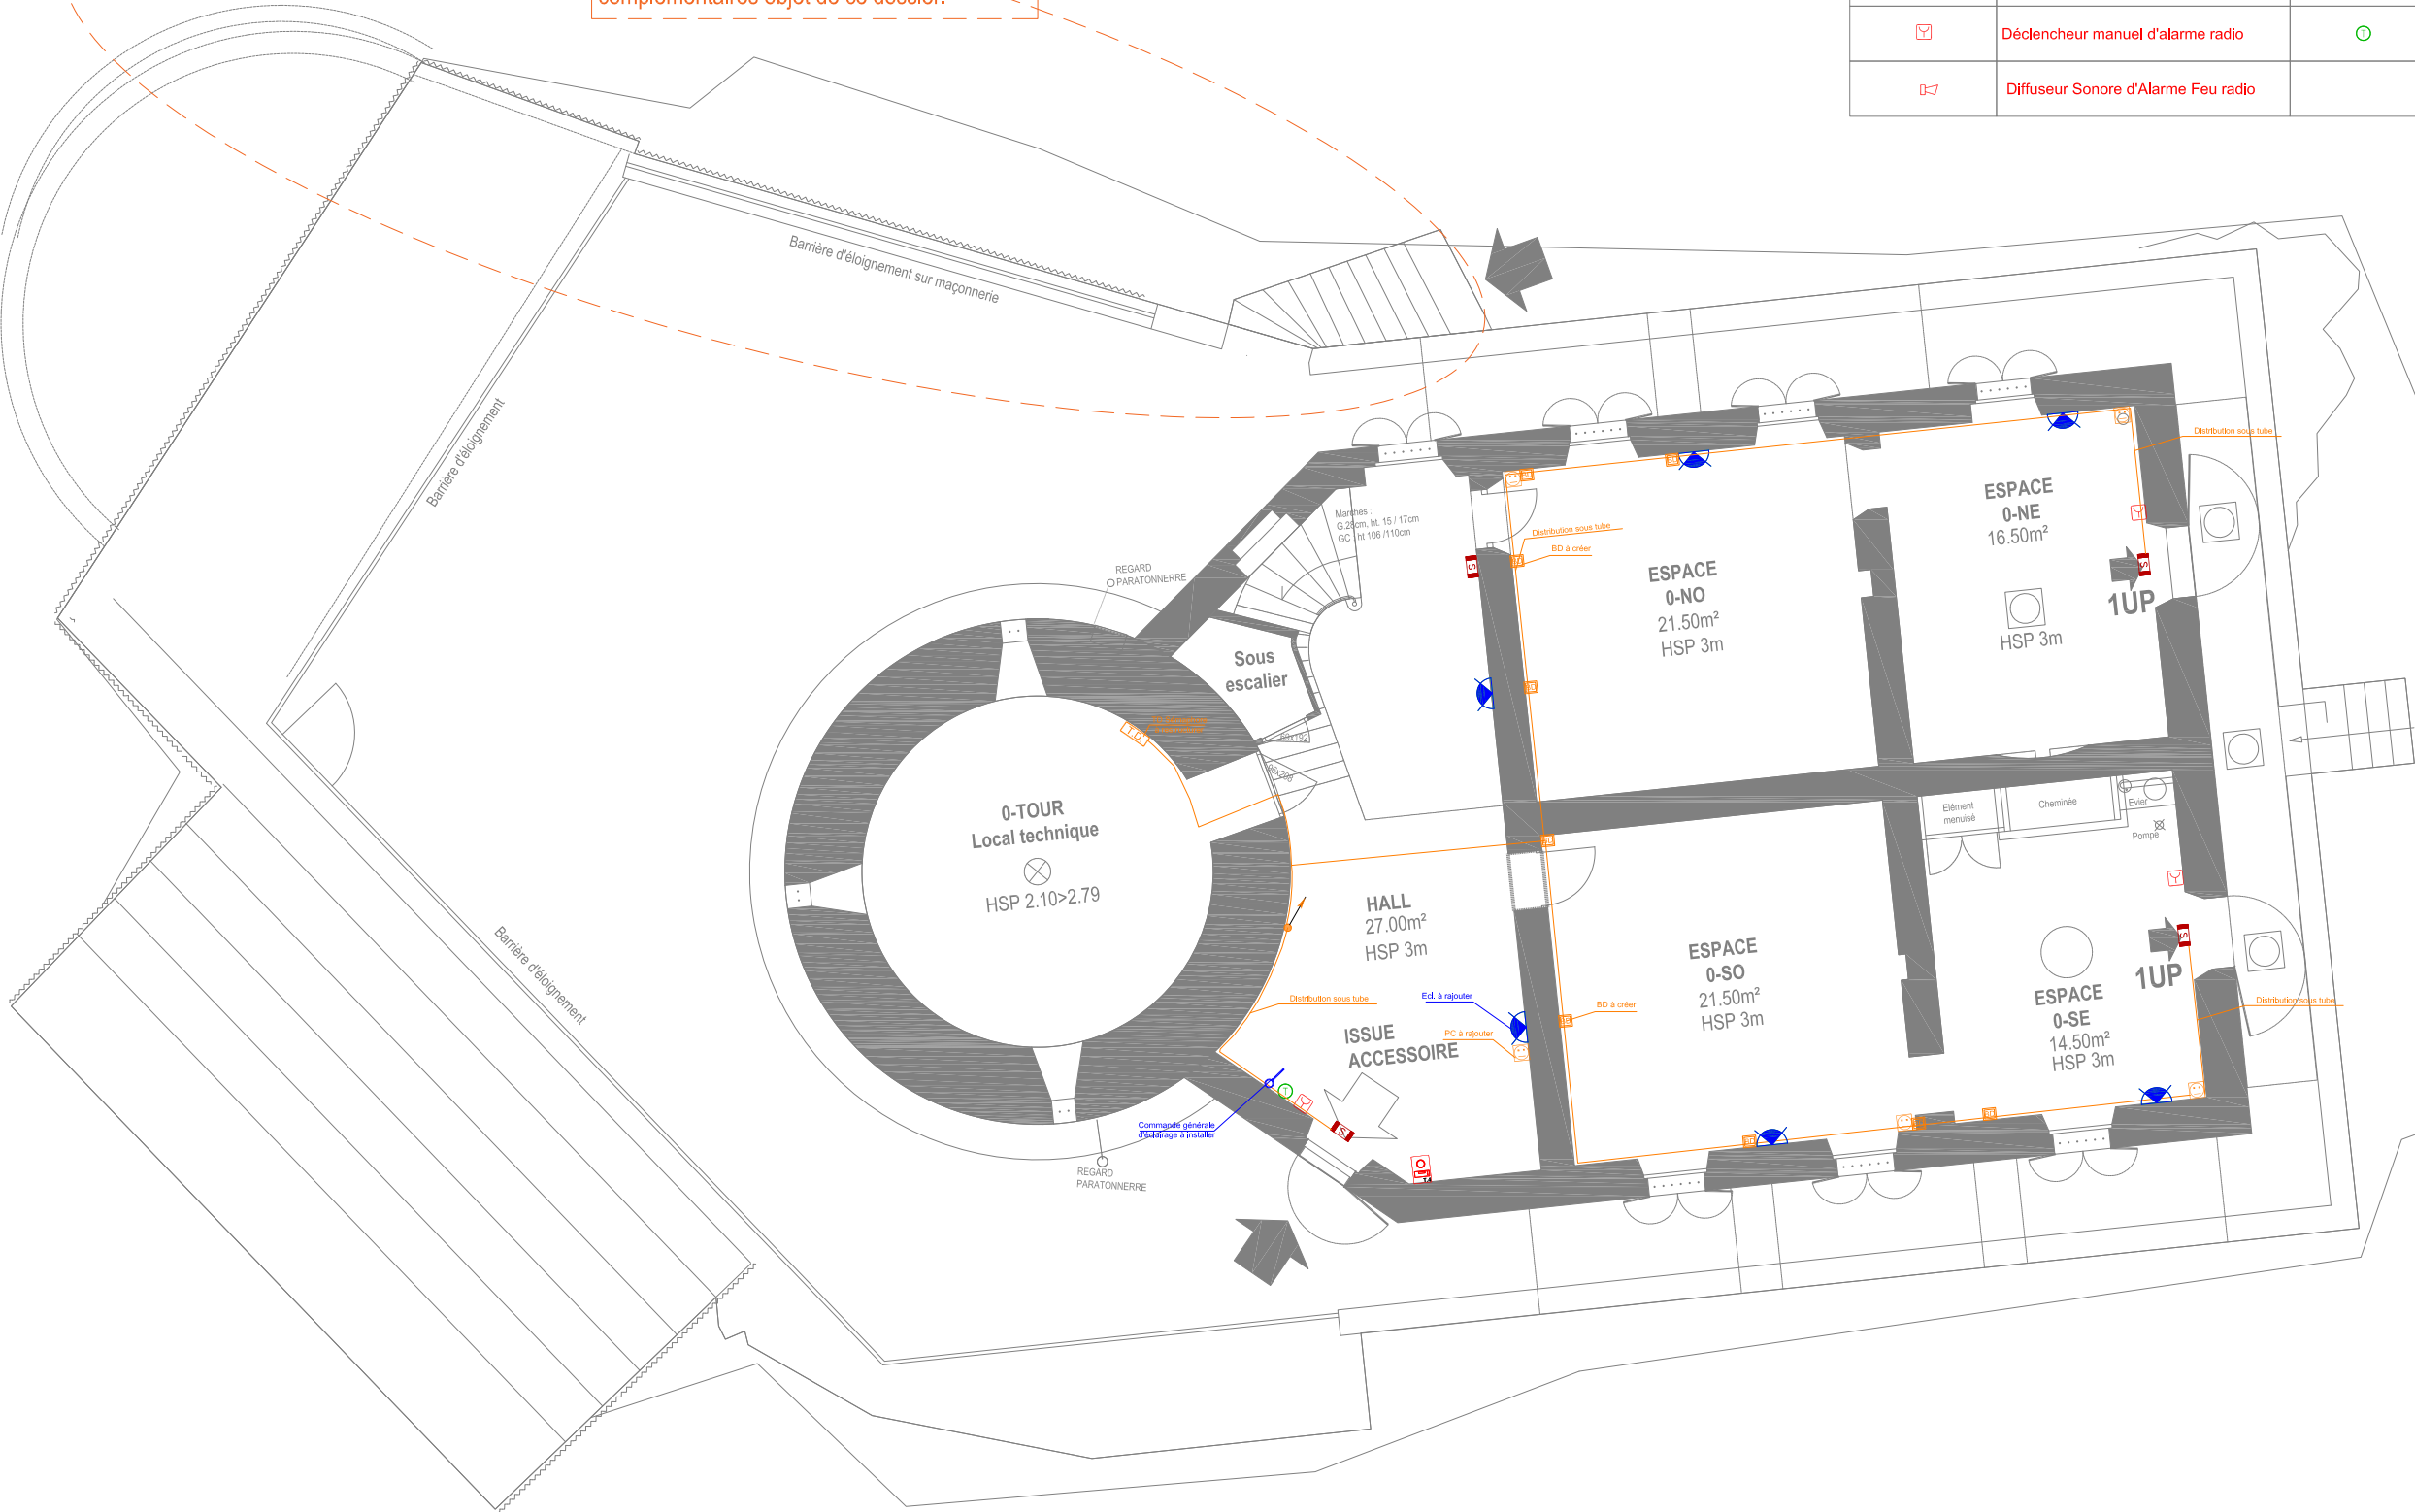 complémentaires objet de ce dossier.
Déclencheur manuel d'alarme radio
T
Diffuseur Sonore d'Alarme Feu radio
Barrière d'éloignement sur maçonnerie
Barrière d'éloignement
Marches :
G.28cm, ht. 15 / 17cm
GC : ht 106 /110cm
Distribution sous tube
BD à créer
Distribution sous tube
ESPACE
0-NE
16.50m²
S
1UP
HSP 3m
S
ESPACE
0-NO
21.50m²
HSP 3m
REGARD
PARATONNERRE
Sous
escalier
T.D.
0-TOUR
Local technique
HSP 2.10>2.79
Elément
menuisé
Cheminée
Evier
Pompe
HALL
27.00m²
HSP 3m
Distribution sous tube
Ecl. à rajouter
PC à rajouter
ISSUE
ACCESSOIRE
ESPACE
0-SO
21.50m²
HSP 3m
BD à créer
S
1UP
ESPACE
0-SE
14.50m²
HSP 3m
Distribution sous tube
Barrière d'éloignement
T
S
Commande générale
d'éclairage à installer
REGARD
PARATONNERRE